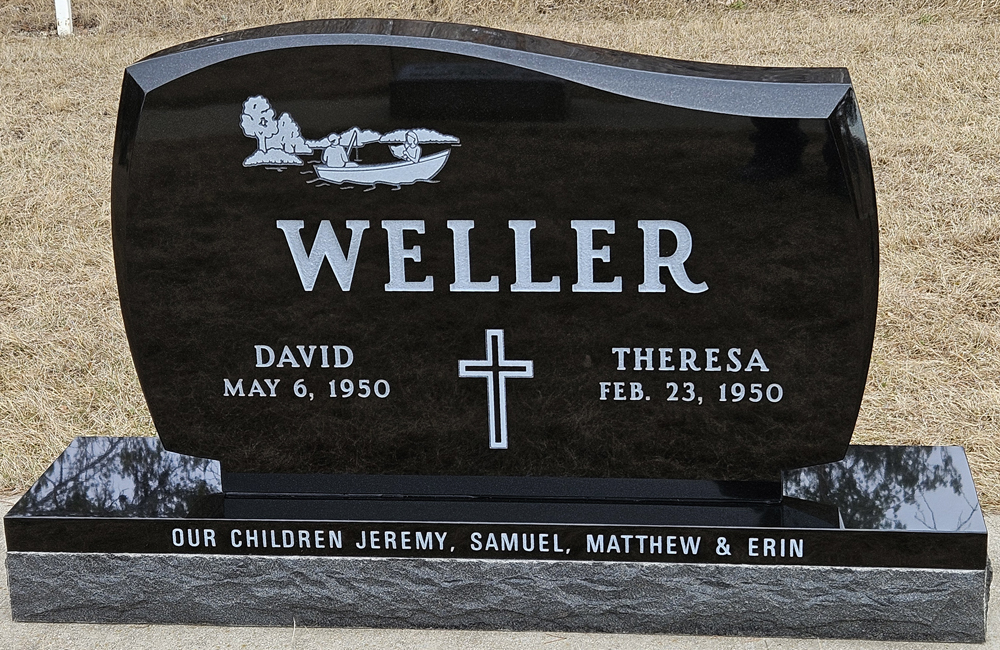 WELLER
DAVID
MAY 6, 1950
THERESA
FEB. 23, 1950
OUR CHILDREN JEREMY, SAMUEL, MATTHEW & ERIN